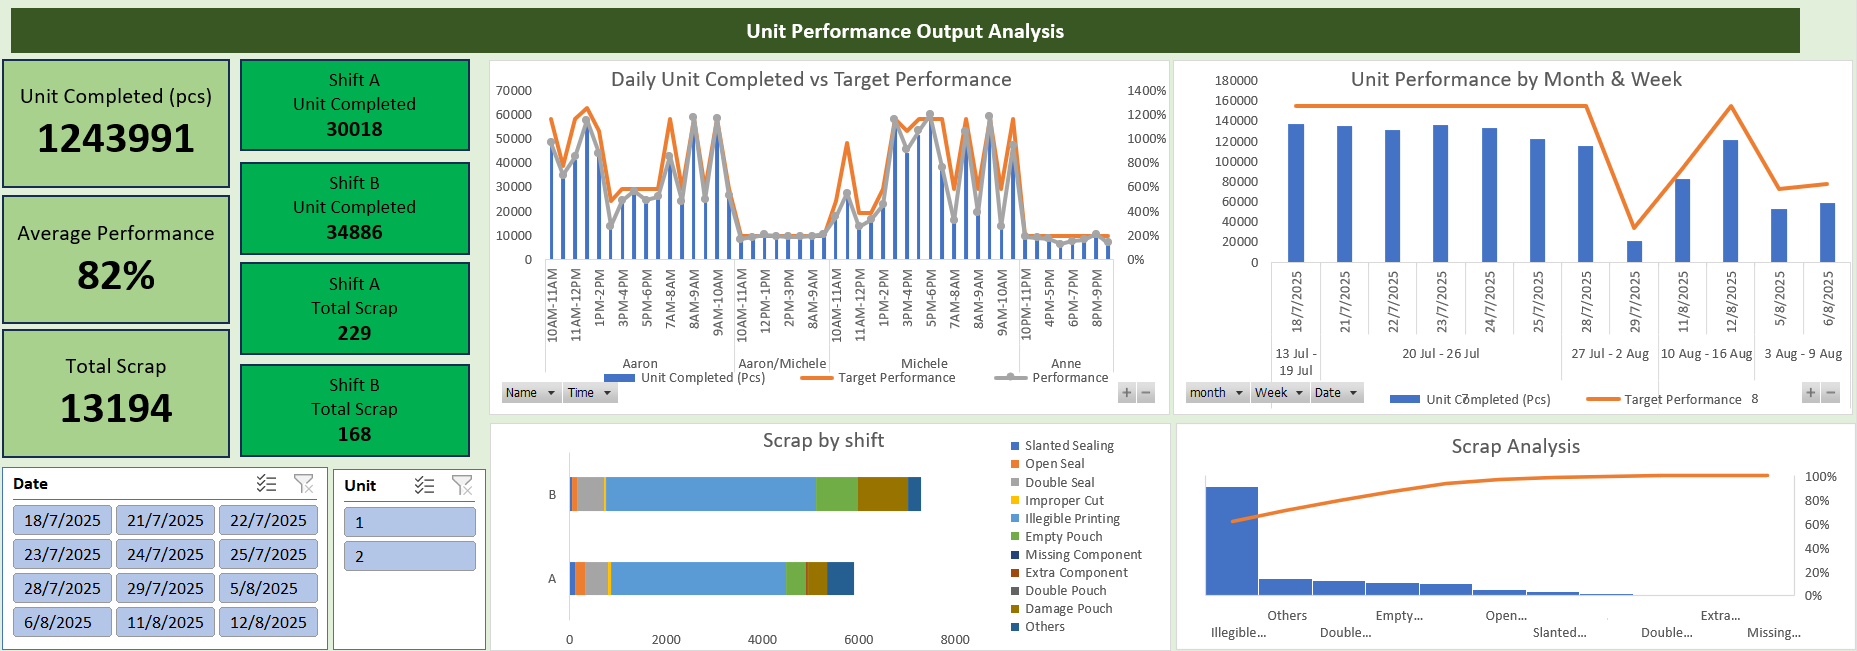 Unit Performance Output Analysis
Unit Completed (pcs)
1243991
Average Performance
82%
Total Scrap
13194
Shift A
Unit Completed
30018
Shift B
Unit Completed
34886
Shift A
Total Scrap
229
Shift B
Total Scrap
168
Date
18/7/2025 21/7/2025 22/7/2025
23/7/2025 24/7/2025 25/7/2025
28/7/2025 29/7/2025 5/8/2025
6/8/2025 11/8/2025 12/8/2025
Unit
1
2
Daily Unit Completed vs Target Performance
70000
60000
50000
40000
30000
20000
10000
0
1400%
1200%
1000%
800%
600%
400%
200%
0%
10AM-11AM
11AM-12PM
1PM-2PM
3PM-4PM
5PM-6PM
7AM-8AM
8AM-9AM
9AM-10AM
10AM-11AM
12PM-1PM
2PM-3PM
8AM-9AM
10AM-11AM
11AM-12PM
1PM-2PM
3PM-4PM
5PM-6PM
7AM-8AM
8AM-9AM
9AM-10AM
10PM-11PM
4PM-5PM
6PM-7PM
8PM-9PM
Aaron Aaron/Michele Michele Anne
Unit Completed (Pcs) Target Performance Performance
Name Time
Unit Performance by Month & Week
180000
160000
140000
120000
100000
80000
60000
40000
20000
0
18/7/2025
21/7/2025
22/7/2025
23/7/2025
24/7/2025
25/7/2025
28/7/2025
29/7/2025
11/8/2025
12/8/2025
5/8/2025
6/8/2025
13 Jul -
19 Jul
20 Jul - 26 Jul
27 Jul - 2 Aug
10 Aug - 16 Aug
3 Aug - 9 Aug
7
8
Unit Completed (Pcs) Target Performance
month Week Date
Scrap by shift
B
A
0 2000 4000 6000 8000
Slanted Sealing
Open Seal
Double Seal
Improper Cut
Illegible Printing
Empty Pouch
Missing Component
Extra Component
Double Pouch
Damage Pouch
Others
Scrap Analysis
100%
80%
60%
40%
20%
0%
Illegible...
Others
Double...
Empty...
Open...
Slanted...
Double...
Extra...
Missing...